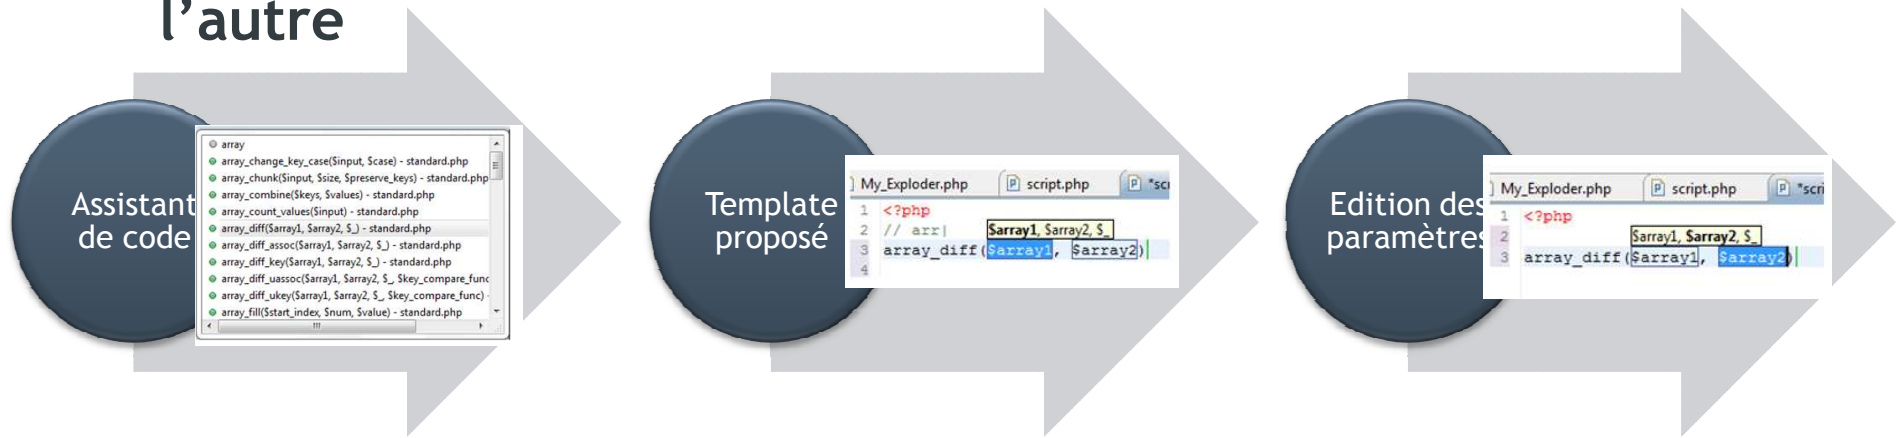 l’autre
Assistant
de code
array
array_change_key_case($input, $case) - standard.php
array_chunk($input, $size, $preserve_keys) - standard.php
array_combine($keys, $values) - standard.php
array_count_values($input) - standard.php
array_diff($array1, $array2, $_) - standard.php
array_diff_assoc($array1, $array2, $_) - standard.php
array_diff_key($array1, $array2, $_) - standard.php
array_diff_uassoc($array1, $array2, $_, $key_compare_func
array_diff_ukey($array1, $array2, $_, $key_compare_func) -
array_fill($start_index, $num, $value) - standard.php
Template
proposé
My_Exploder.php script.php *scr
1 <?php
$array1, $array2, $_
2 // arr|
3 array_diff($array1, $array2)
4
Edition des
paramètres
My_Exploder.php script.php *scri
1 <?php
2 $array1, $array2, $_
3 array_diff($array1, $array2)